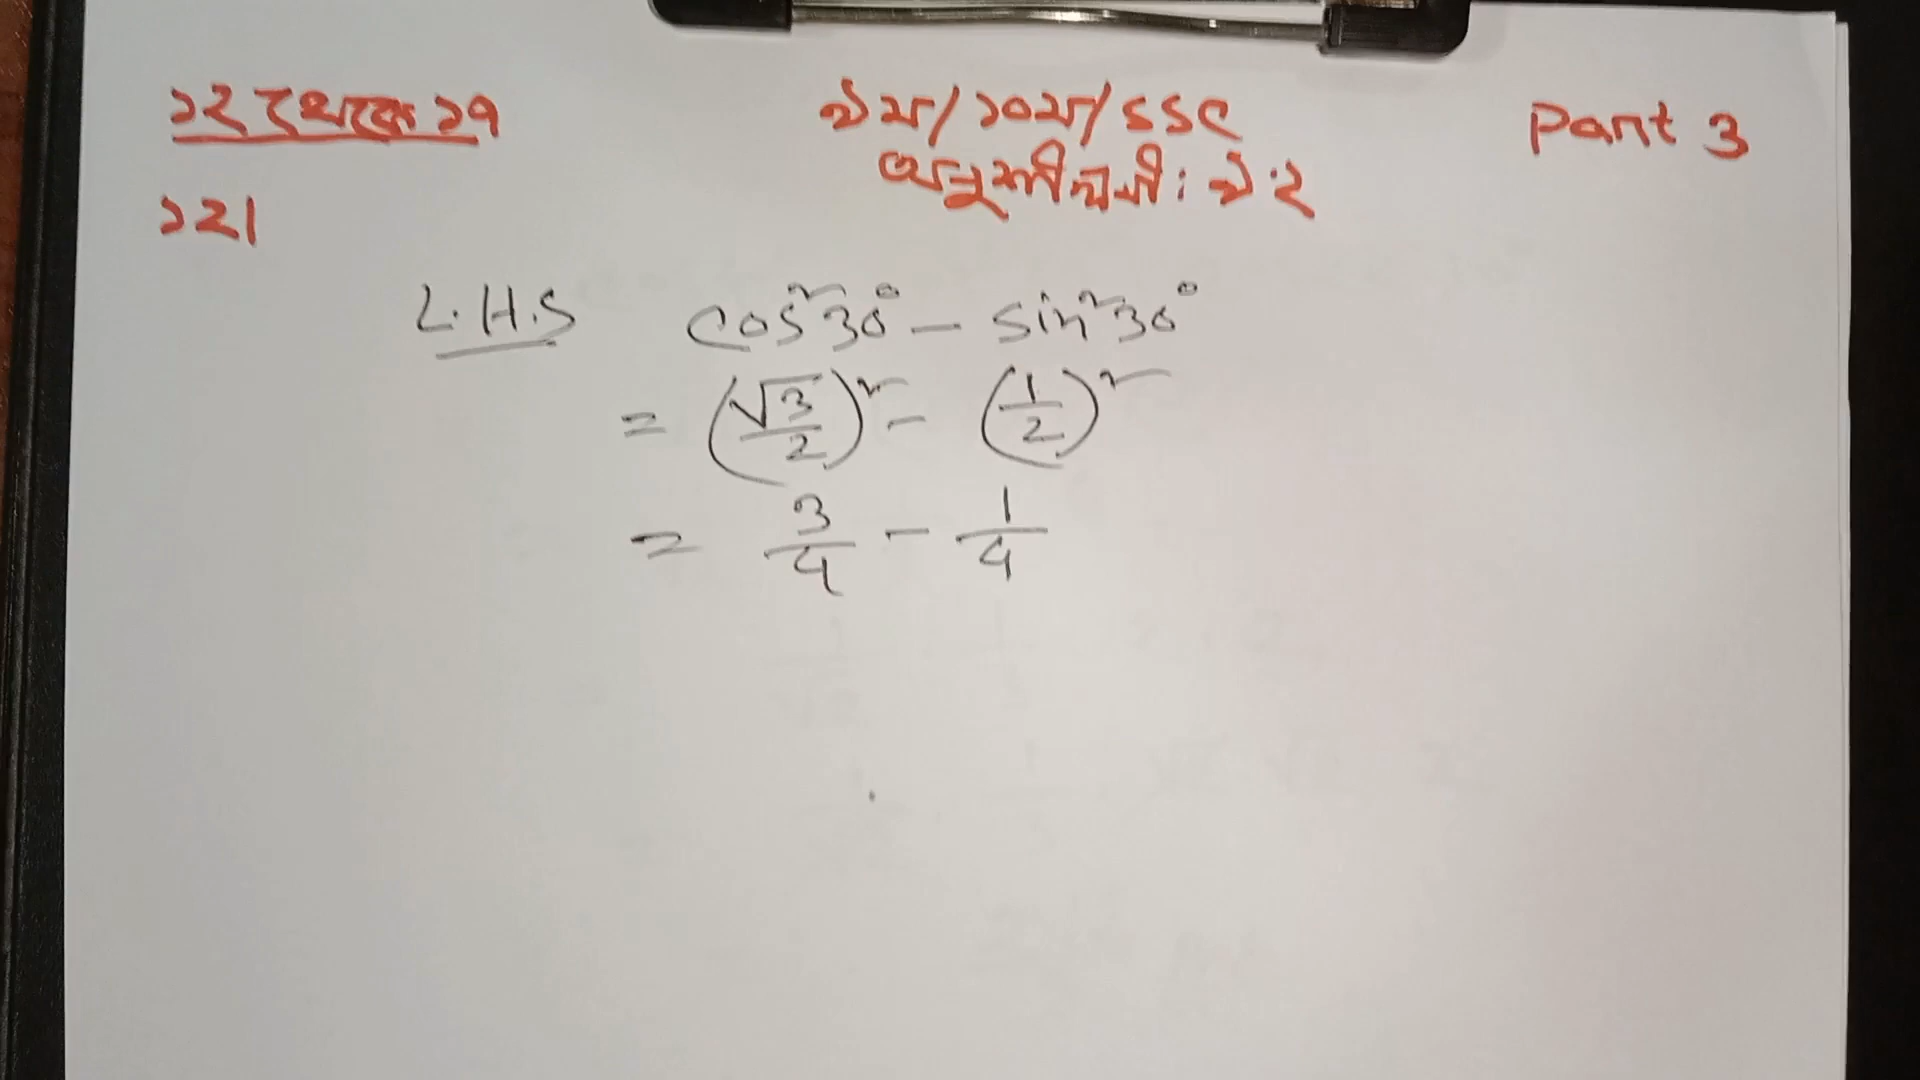 ১২ থেকে ১৭
৯ম/১০ম/SSC
অনুশীলনী: ৯.২
Part 3
১২।
L.H.S cos²30° - sin²30°
= (√3/2)² - (1/2)²
= 3/4 - 1/4